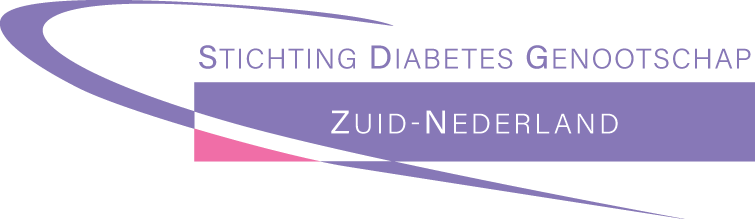 Stichting Diabetes Genootschap
Zuid-Nederland